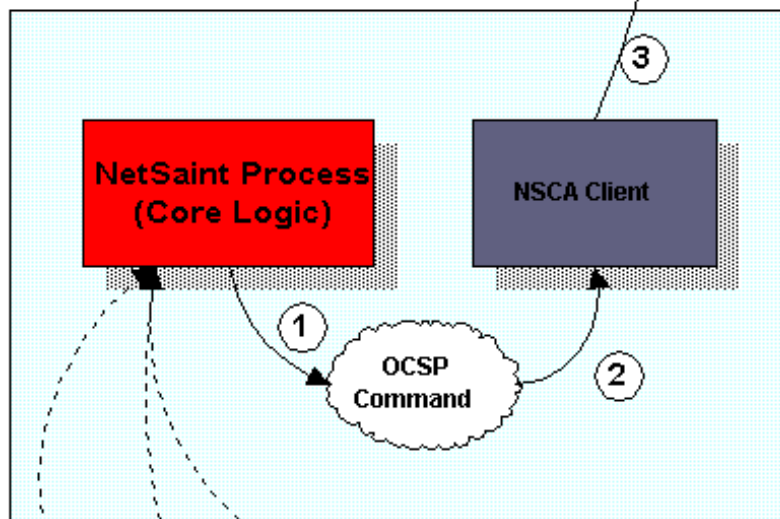 3
NetSaint Process
(Core Logic)
NSCA Client
1
OCSP
Command
2